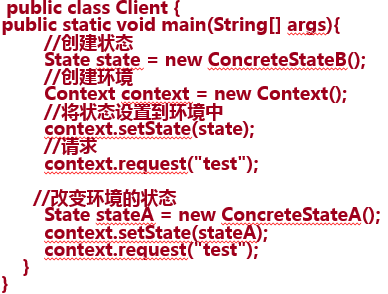 public class Client {
public static void main(String[] args){
//创建状态
State state = new ConcreteStateB();
//创建环境
Context context = new Context();
//将状态设置到环境中
context.setState(state);
//请求
context.request("test");
//改变环境的状态
State stateA = new ConcreteStateA();
context.setState(stateA);
context.request("test");
}
}